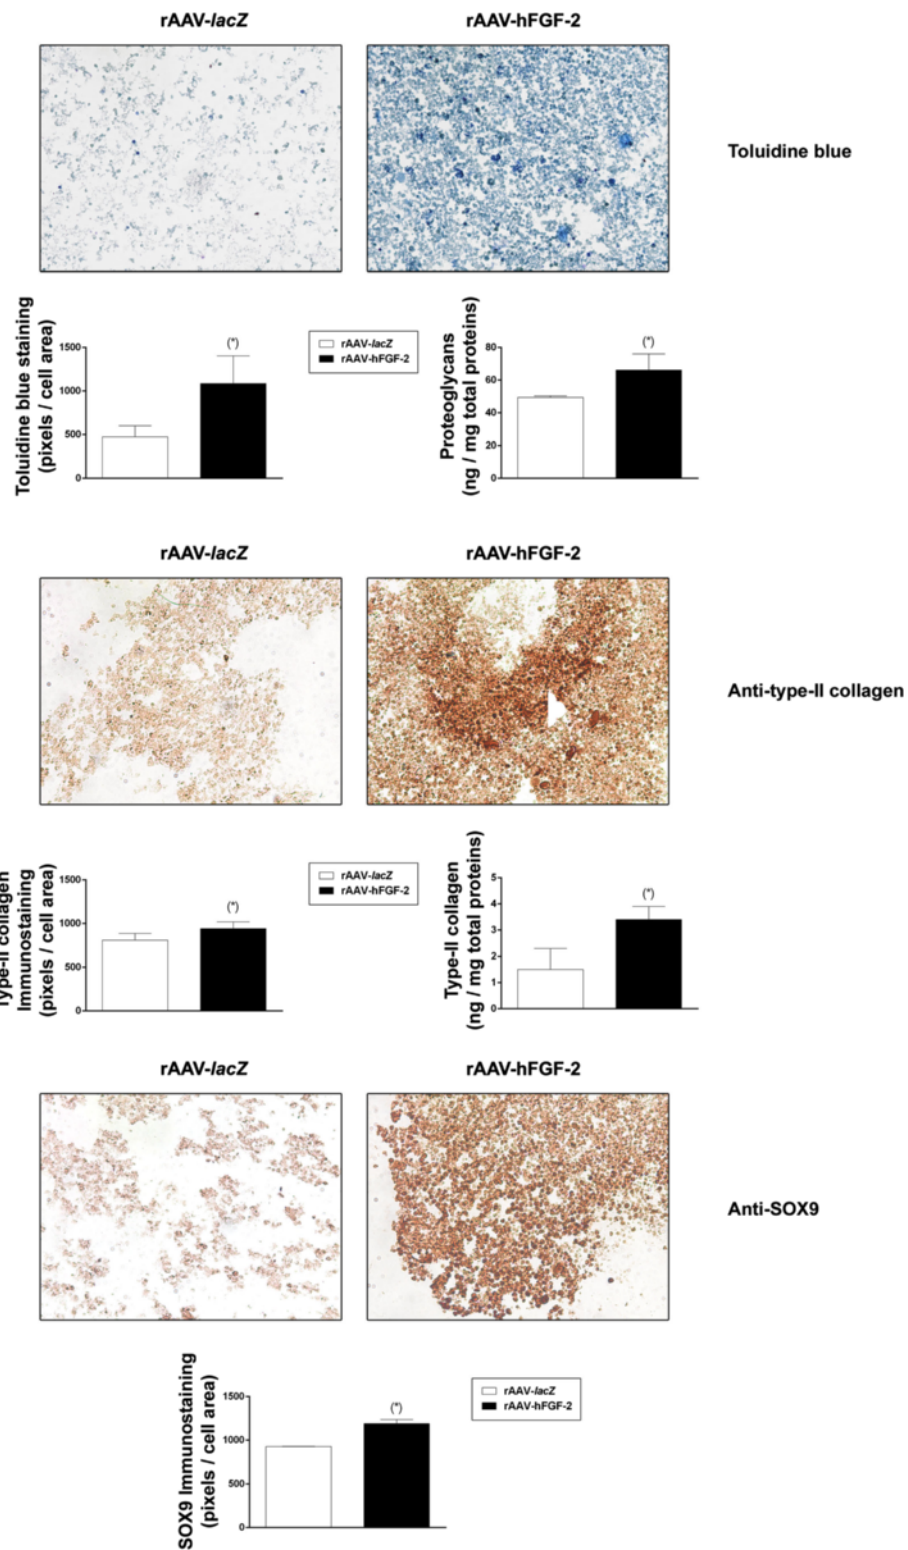 rAAV-lacZ
rAAV-hFGF-2
Toluidine blue
Toluidine blue staining
(pixels / cell area)
1500
1000
500
0
(*)
rAAV-lacZ
rAAV-hFGF-2
Proteoglycans
(ng / mg total proteins)
80
60
40
20
0
(*)
rAAV-lacZ
rAAV-hFGF-2
Anti-type-II collagen
Type-II collagen
Immunostaining
(pixels / cell area)
1500
1000
500
0
(*)
rAAV-lacZ
rAAV-hFGF-2
Type-II collagen
(ng / mg total proteins)
5
4
3
2
1
0
(*)
rAAV-lacZ
rAAV-hFGF-2
Anti-SOX9
SOX9 Immunostaining
(pixels / cell area)
1500
1000
500
0
(*)
rAAV-lacZ
rAAV-hFGF-2